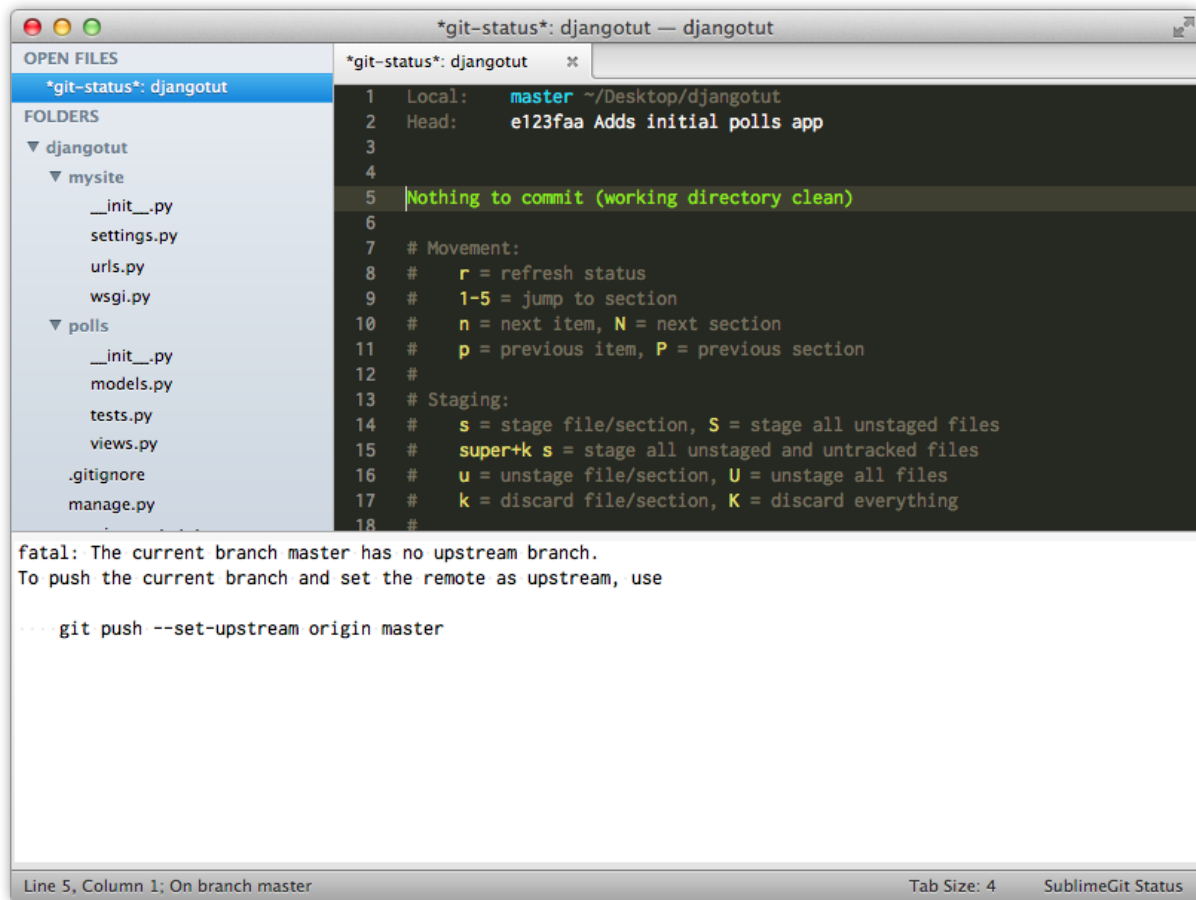 *git-status*: djangotut — djangotut
OPEN FILES
*git-status*: djangotut
FOLDERS
djangotut
mysite
__init__.py
settings.py
urls.py
wsgi.py
polls
__init__.py
models.py
tests.py
views.py
.gitignore
manage.py
*git-status*: djangotut
1 Local: master ~/Desktop/djangotut
2 Head: e123faa Adds initial polls app
3
4
5 Nothing to commit (working directory clean)
6
7 # Movement:
8 # r = refresh status
9 # 1-5 = jump to section
10 # n = next item, N = next section
11 # p = previous item, P = previous section
12 #
13 # Staging:
14 # s = stage file/section, S = stage all unstaged files
15 # super+k s = stage all unstaged and untracked files
16 # u = unstage file/section, U = unstage all files
17 # k = discard file/section, K = discard everything
18 #
fatal: The current branch master has no upstream branch.
To push the current branch and set the remote as upstream, use
git push --set-upstream origin master
Line 5, Column 1; On branch master
Tab Size: 4
SublimeGit Status